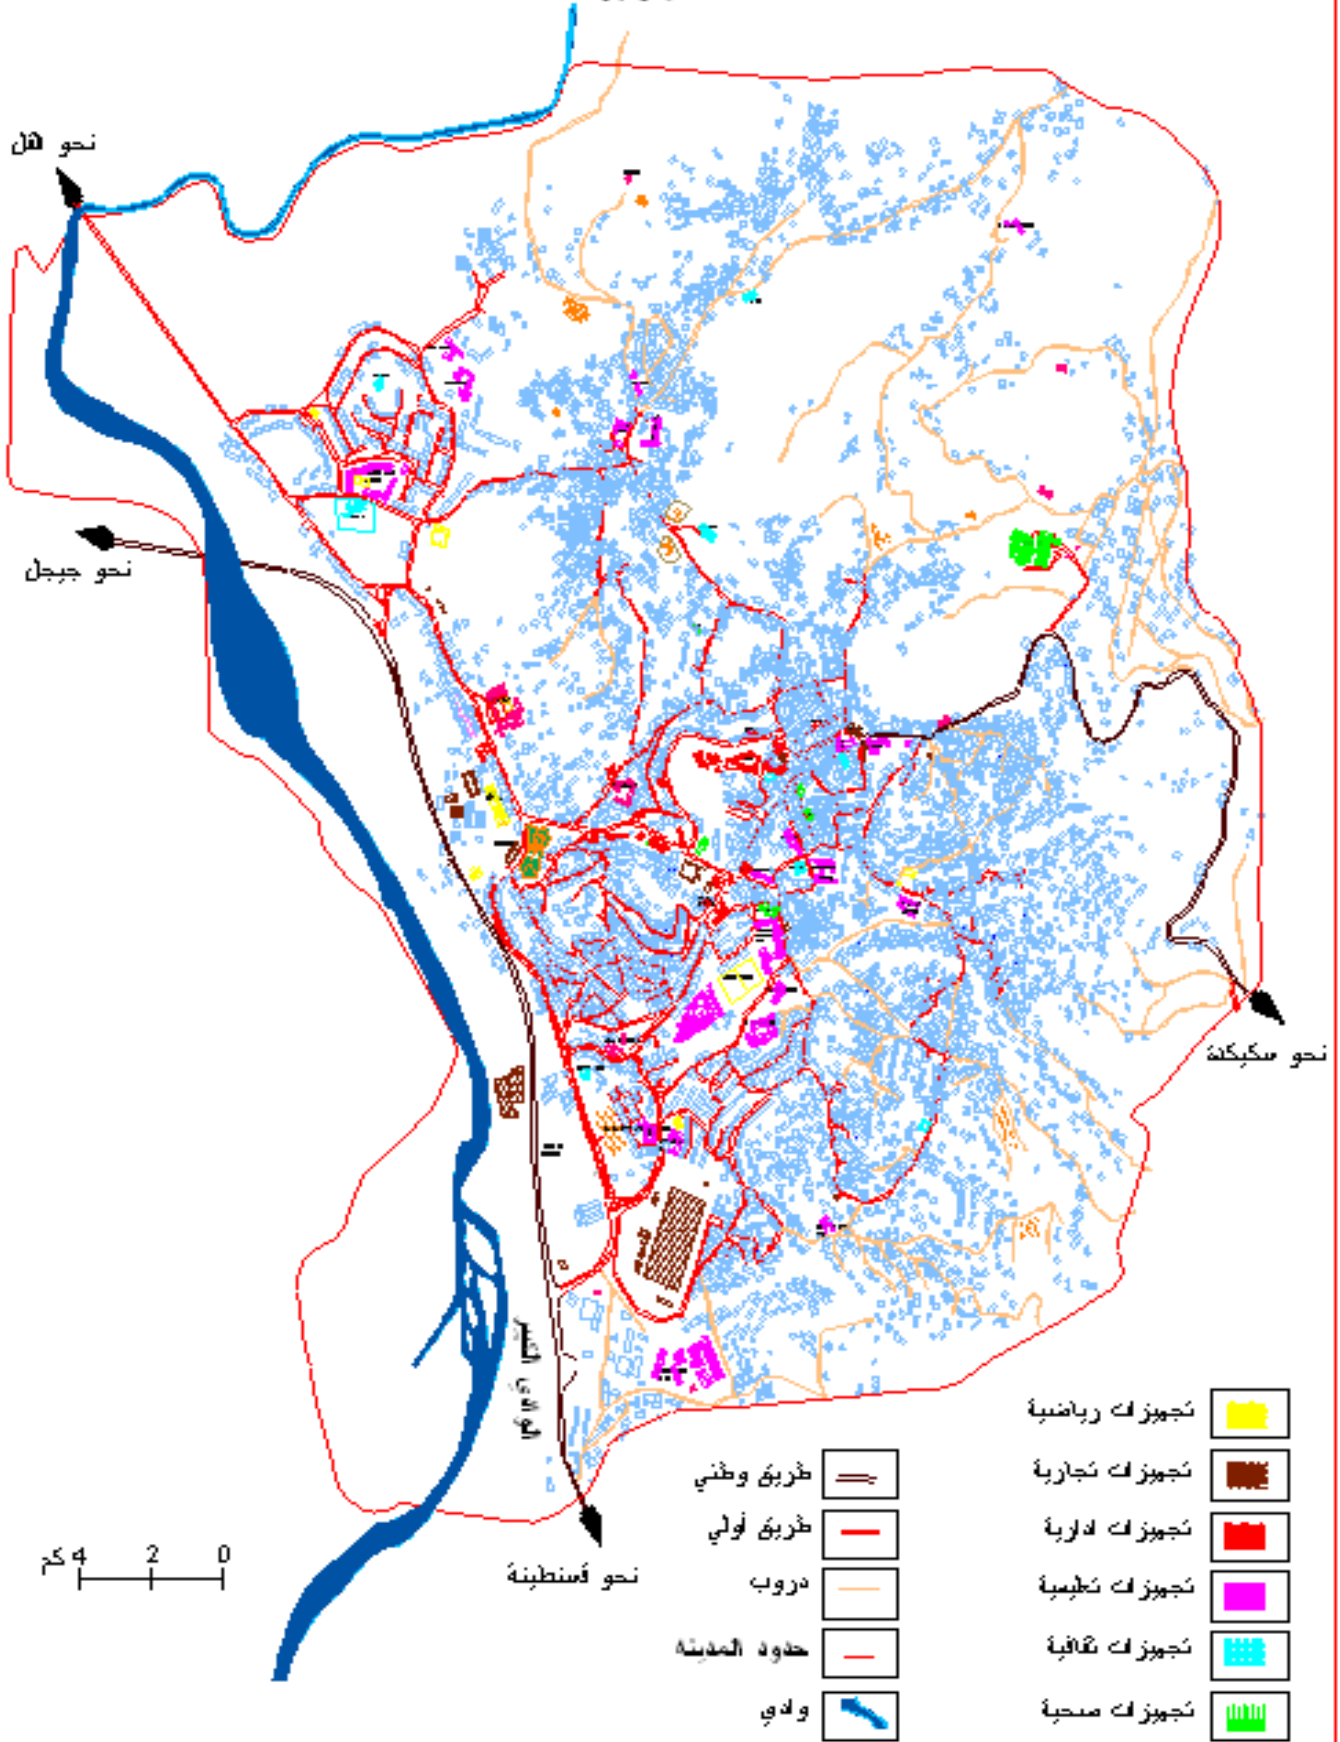 نحو القل
نحو جيجل
نحو سكيكدة
الوادي الكبير
نحو قسنطينة
تجهيزات رياضية
تجهيزات تجارية
تجهيزات ادارية
تجهيزات تعليمية
تجهيزات ثقافية
تجهيزات صحية
طريق وطني
طريق أولي
دروب
حدود المدينة
وادي
0 2 4 كم